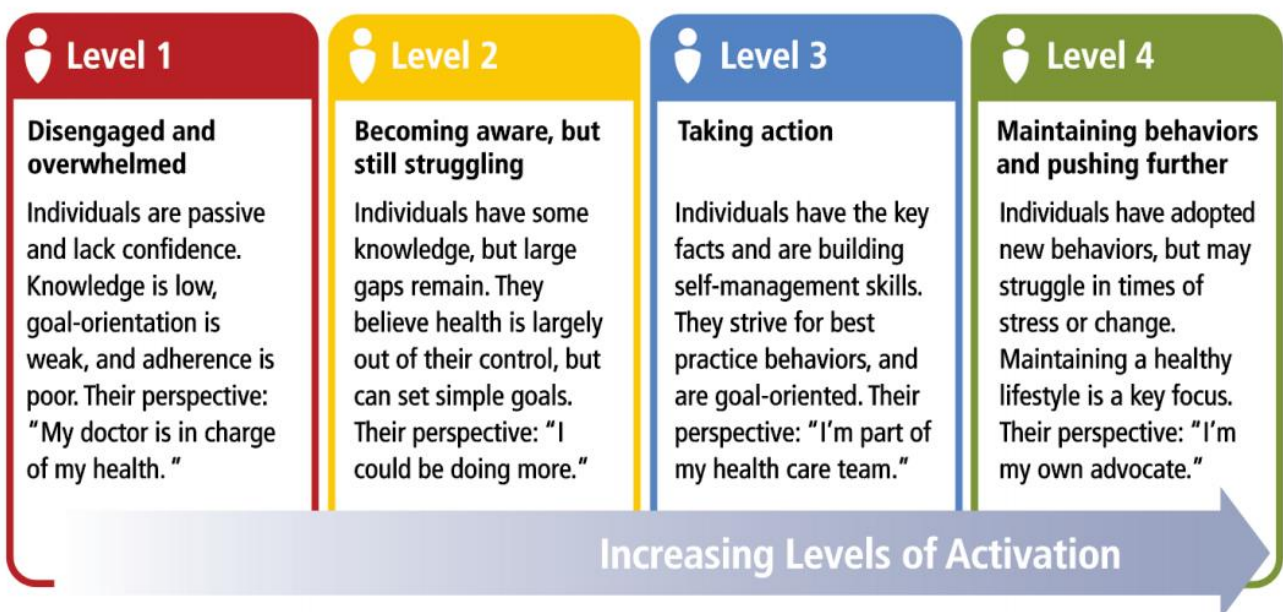 Level 1
Disengaged and
overwhelmed
Individuals are passive
and lack confidence.
Knowledge is low,
goal-orientation is
weak, and adherence is
poor. Their perspective:
"My doctor is in charge
of my health. "
Level 2
Becoming aware, but
still struggling
Individuals have some
knowledge, but large
gaps remain. They
believe health is largely
out of their control, but
can set simple goals.
Their perspective: "I
could be doing more."
Level 3
Taking action
Individuals have the key
facts and are building
self-management skills.
They strive for best
practice behaviors, and
are goal-oriented. Their
perspective: "I'm part of
my health care team."
Level 4
Maintaining behaviors
and pushing further
Individuals have adopted
new behaviors, but may
struggle in times of
stress or change.
Maintaining a healthy
lifestyle is a key focus.
Their perspective: "I'm
my own advocate."
Increasing Levels of Activation